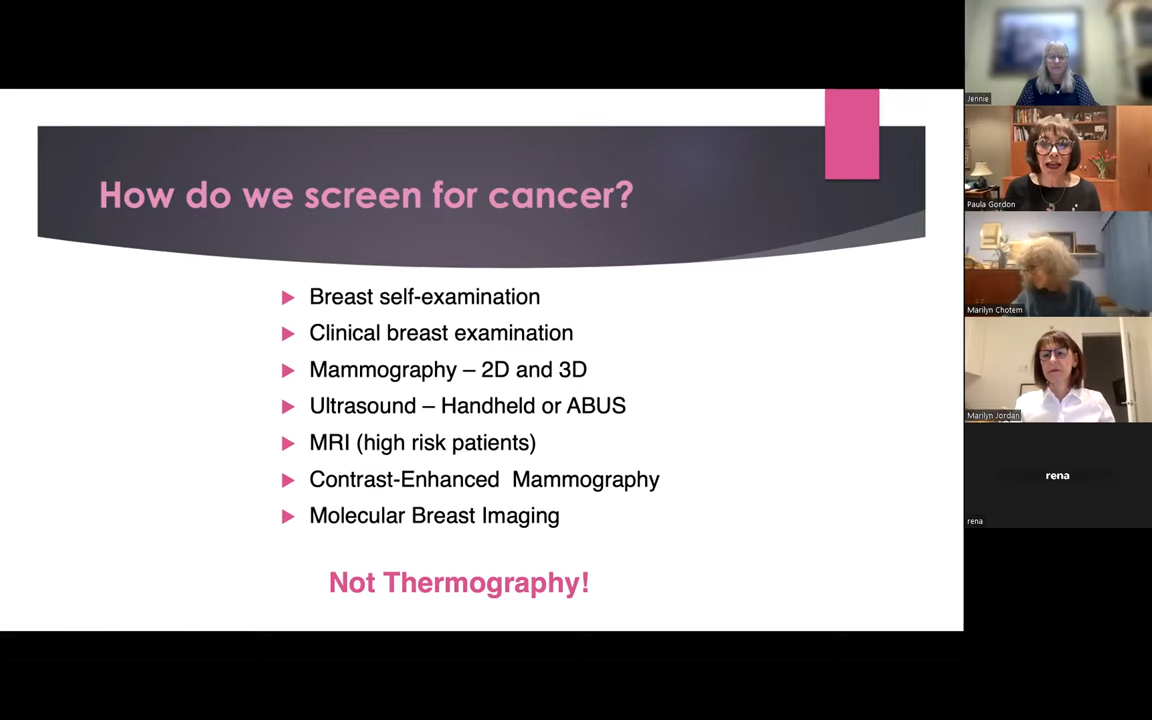 How do we screen for cancer?
Breast self-examination
Clinical breast examination
Mammography – 2D and 3D
Ultrasound – Handheld or ABUS
MRI (high risk patients)
Contrast-Enhanced Mammography
Molecular Breast Imaging
Not Thermography!
Jennie
Paula Gordon
Marilyn Chotem
Marilyn Jordan
rena
rena